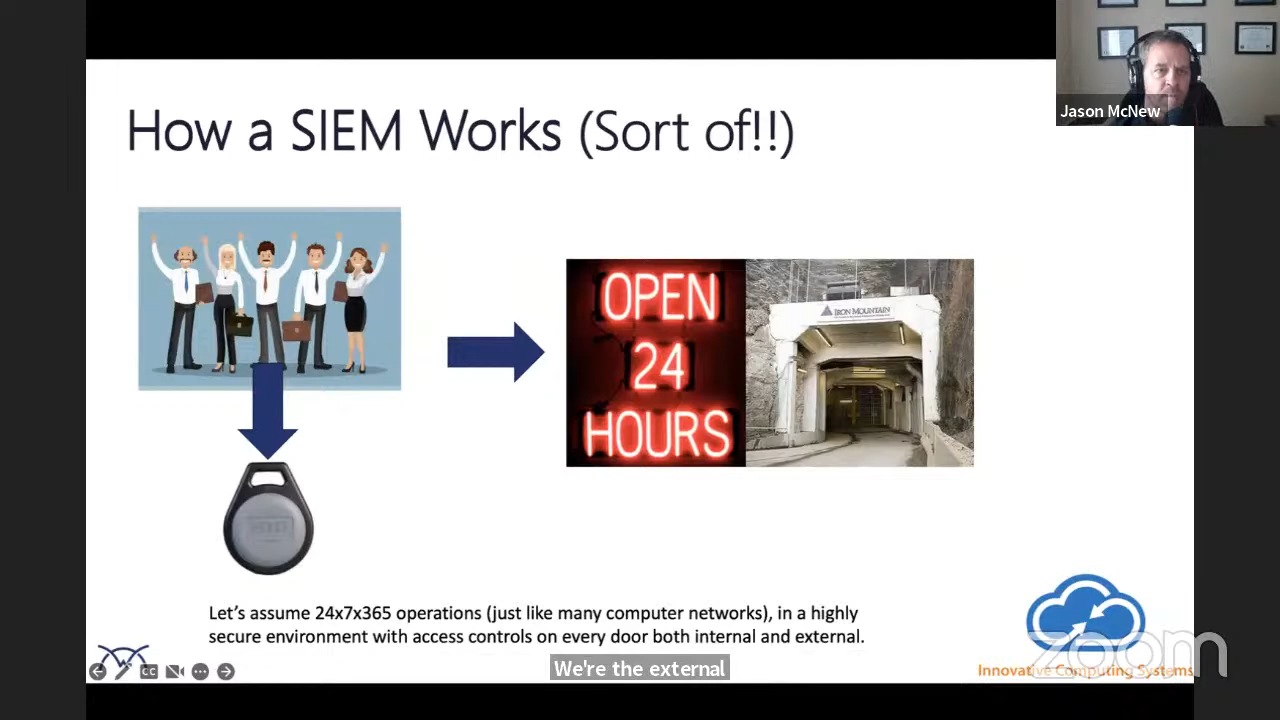 Jason McNew
How a SIEM Works (Sort of!!)
OPEN
24
HOURS
IRON MOUNTAIN
Let's assume 24x7x365 operations (just like many computer networks), in a highly
secure environment with access controls on every door both internal and external.
We're the external
CC
zoom
Innovative Computing Systems